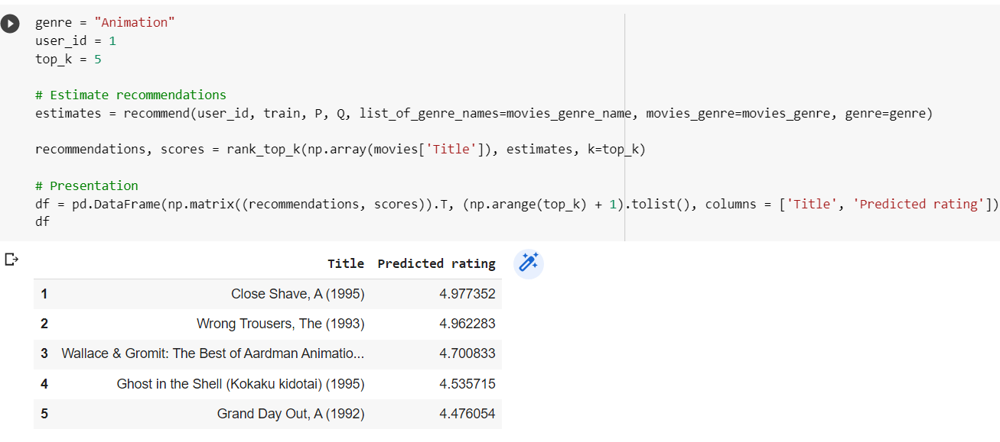 genre = "Animation"
user_id = 1
top_k = 5
# Estimate recommendations
estimates = recommend(user_id, train, P, Q, list_of_genre_names=movies_genre_name, movies_genre=movies_genre, genre=genre)
recommendations, scores = rank_top_k(np.array(movies['Title']), estimates, k=top_k)
# Presentation
df = pd.DataFrame(np.matrix((recommendations, scores)).T, (np.arange(top_k) + 1).tolist(), columns = ['Title', 'Predicted rating'])
df
Title Predicted rating
1 Close Shave, A (1995) 4.977352
2 Wrong Trousers, The (1993) 4.962283
3 Wallace & Gromit: The Best of Aardman Animatio... 4.700833
4 Ghost in the Shell (Kokaku kidotai) (1995) 4.535715
5 Grand Day Out, A (1992) 4.476054